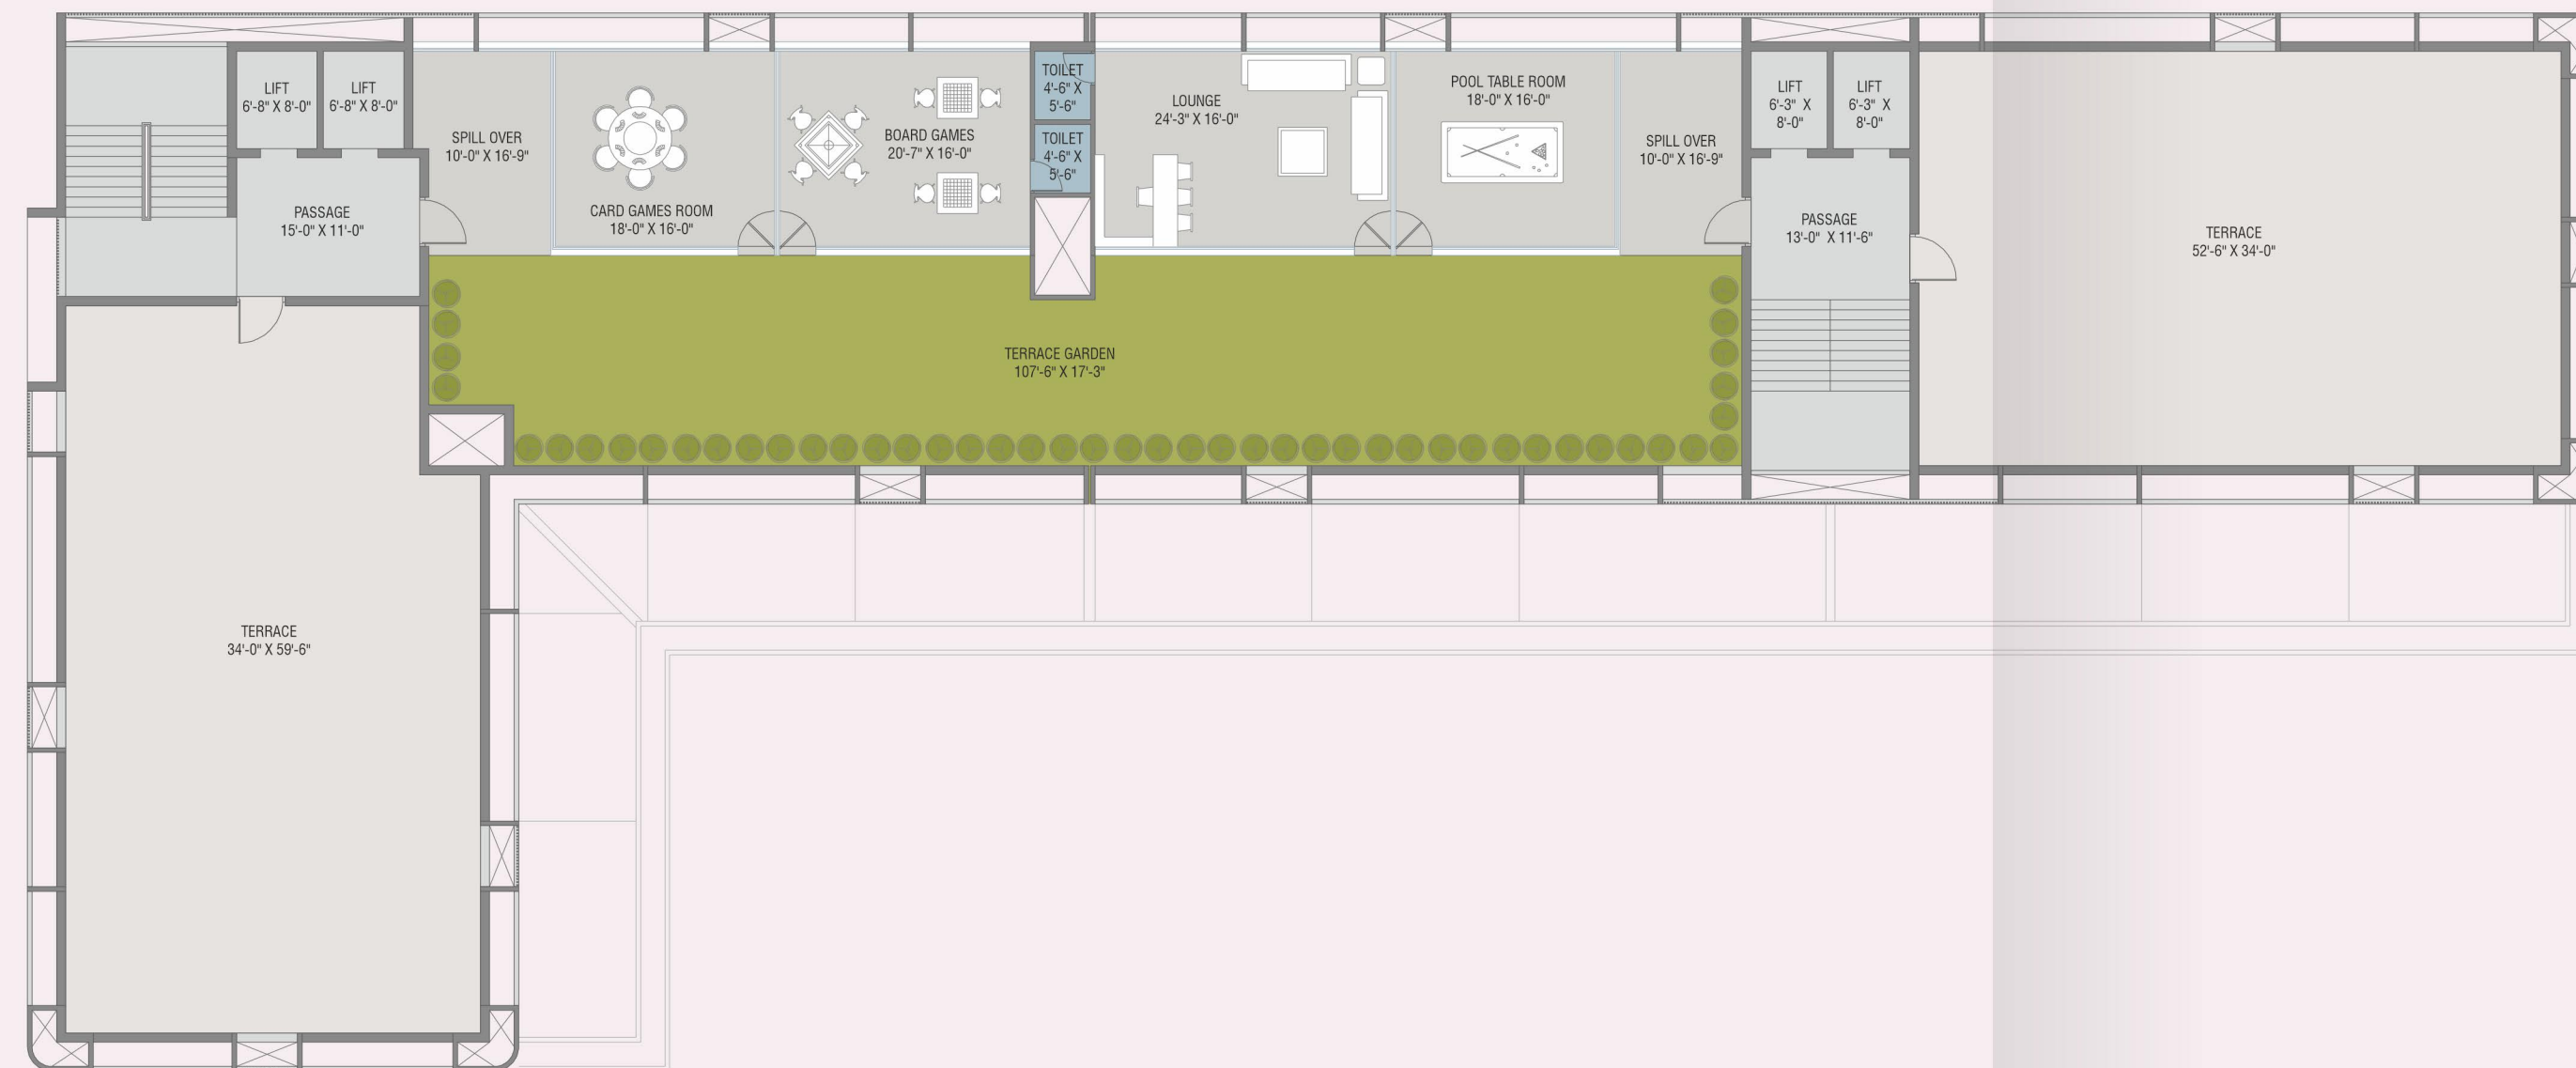 LIFT
6'-8" X 8'-0"
LIFT
6'-8" X 8'-0"
PASSAGE
15'-0" X 11'-0"
SPILL OVER
10'-0" X 16'-9"
CARD GAMES ROOM
18'-0" X 16'-0"
BOARD GAMES
20'-7" X 16'-0"
TOILET
4'-6" X
5'-6"
TOILET
4'-6" X
5'-6"
LOUNGE
24'-3" X 16'-0"
POOL TABLE ROOM
18'-0" X 16'-0"
SPILL OVER
10'-0" X 16'-9"
LIFT
6'-3" X
8'-0"
LIFT
6'-3" X
8'-0"
PASSAGE
13'-0" X 11'-6"
TERRACE
52'-6" X 34'-0"
TERRACE GARDEN
107'-6" X 17'-3"
TERRACE
34'-0" X 59'-6"